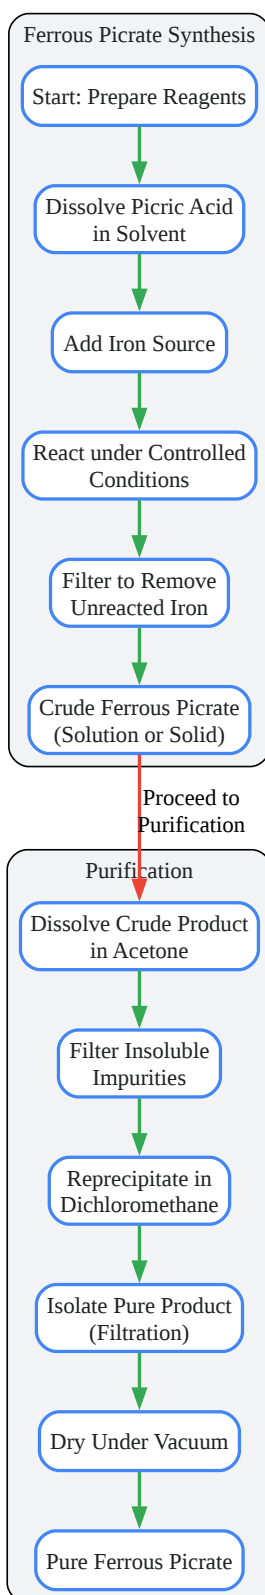 Ferrous Picrate Synthesis
Start: Prepare Reagents
Dissolve Picric Acid
in Solvent
Add Iron Source
React under Controlled
Conditions
Filter to Remove
Unreacted Iron
Crude Ferrous Picrate
(Solution or Solid)
Proceed to
Purification
Purification
Dissolve Crude Product
in Acetone
Filter Insoluble
Impurities
Reprecipitate in
Dichloromethane
Isolate Pure Product
(Filtration)
Dry Under Vacuum
Pure Ferrous Picrate